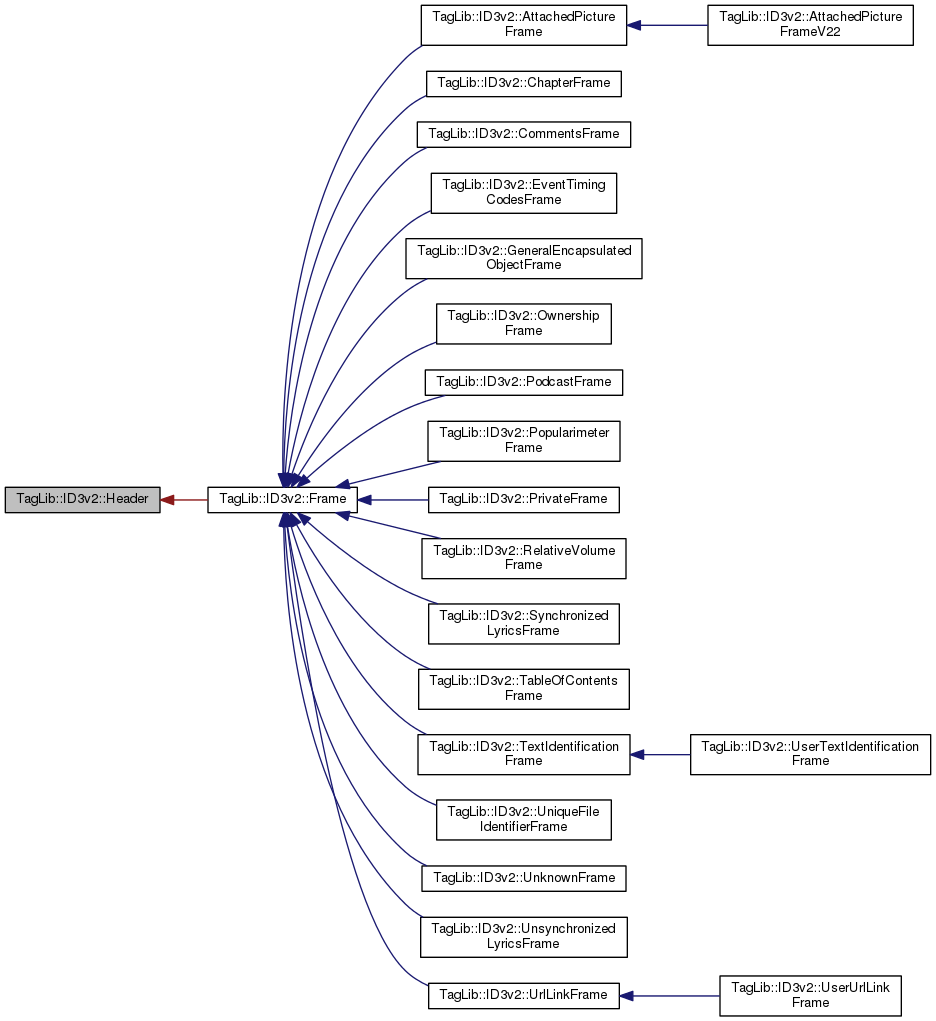 TagLib::ID3v2::AttachedPicture
Frame
TagLib::ID3v2::AttachedPicture
FrameV22
TagLib::ID3v2::ChapterFrame
TagLib::ID3v2::CommentsFrame
TagLib::ID3v2::EventTiming
CodesFrame
TagLib::ID3v2::GeneralEncapsulated
ObjectFrame
TagLib::ID3v2::Ownership
Frame
TagLib::ID3v2::PodcastFrame
TagLib::ID3v2::Popularimeter
Frame
TagLib::ID3v2::Header
TagLib::ID3v2::Frame
TagLib::ID3v2::PrivateFrame
TagLib::ID3v2::RelativeVolume
Frame
TagLib::ID3v2::Synchronized
LyricsFrame
TagLib::ID3v2::TableOfContents
Frame
TagLib::ID3v2::TextIdentification
Frame
TagLib::ID3v2::UserTextIdentification
Frame
TagLib::ID3v2::UniqueFile
IdentifierFrame
TagLib::ID3v2::UnknownFrame
TagLib::ID3v2::Unsynchronized
LyricsFrame
TagLib::ID3v2::UrlLinkFrame
TagLib::ID3v2::UserUrlLink
Frame